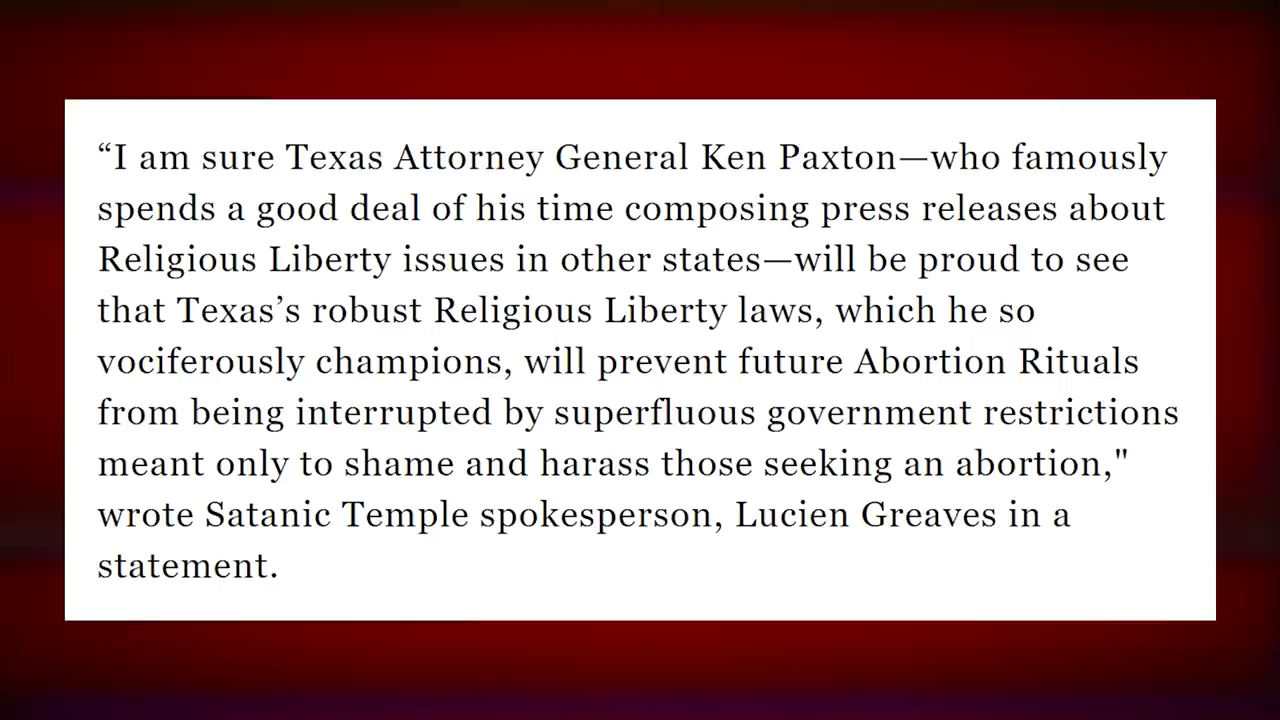 “I am sure Texas Attorney General Ken Paxton—who famously
spends a good deal of his time composing press releases about
Religious Liberty issues in other states—will be proud to see
that Texas’s robust Religious Liberty laws, which he so
vociferously champions, will prevent future Abortion Rituals
from being interrupted by superfluous government restrictions
meant only to shame and harass those seeking an abortion,"
wrote Satanic Temple spokesperson, Lucien Greaves in a
statement.